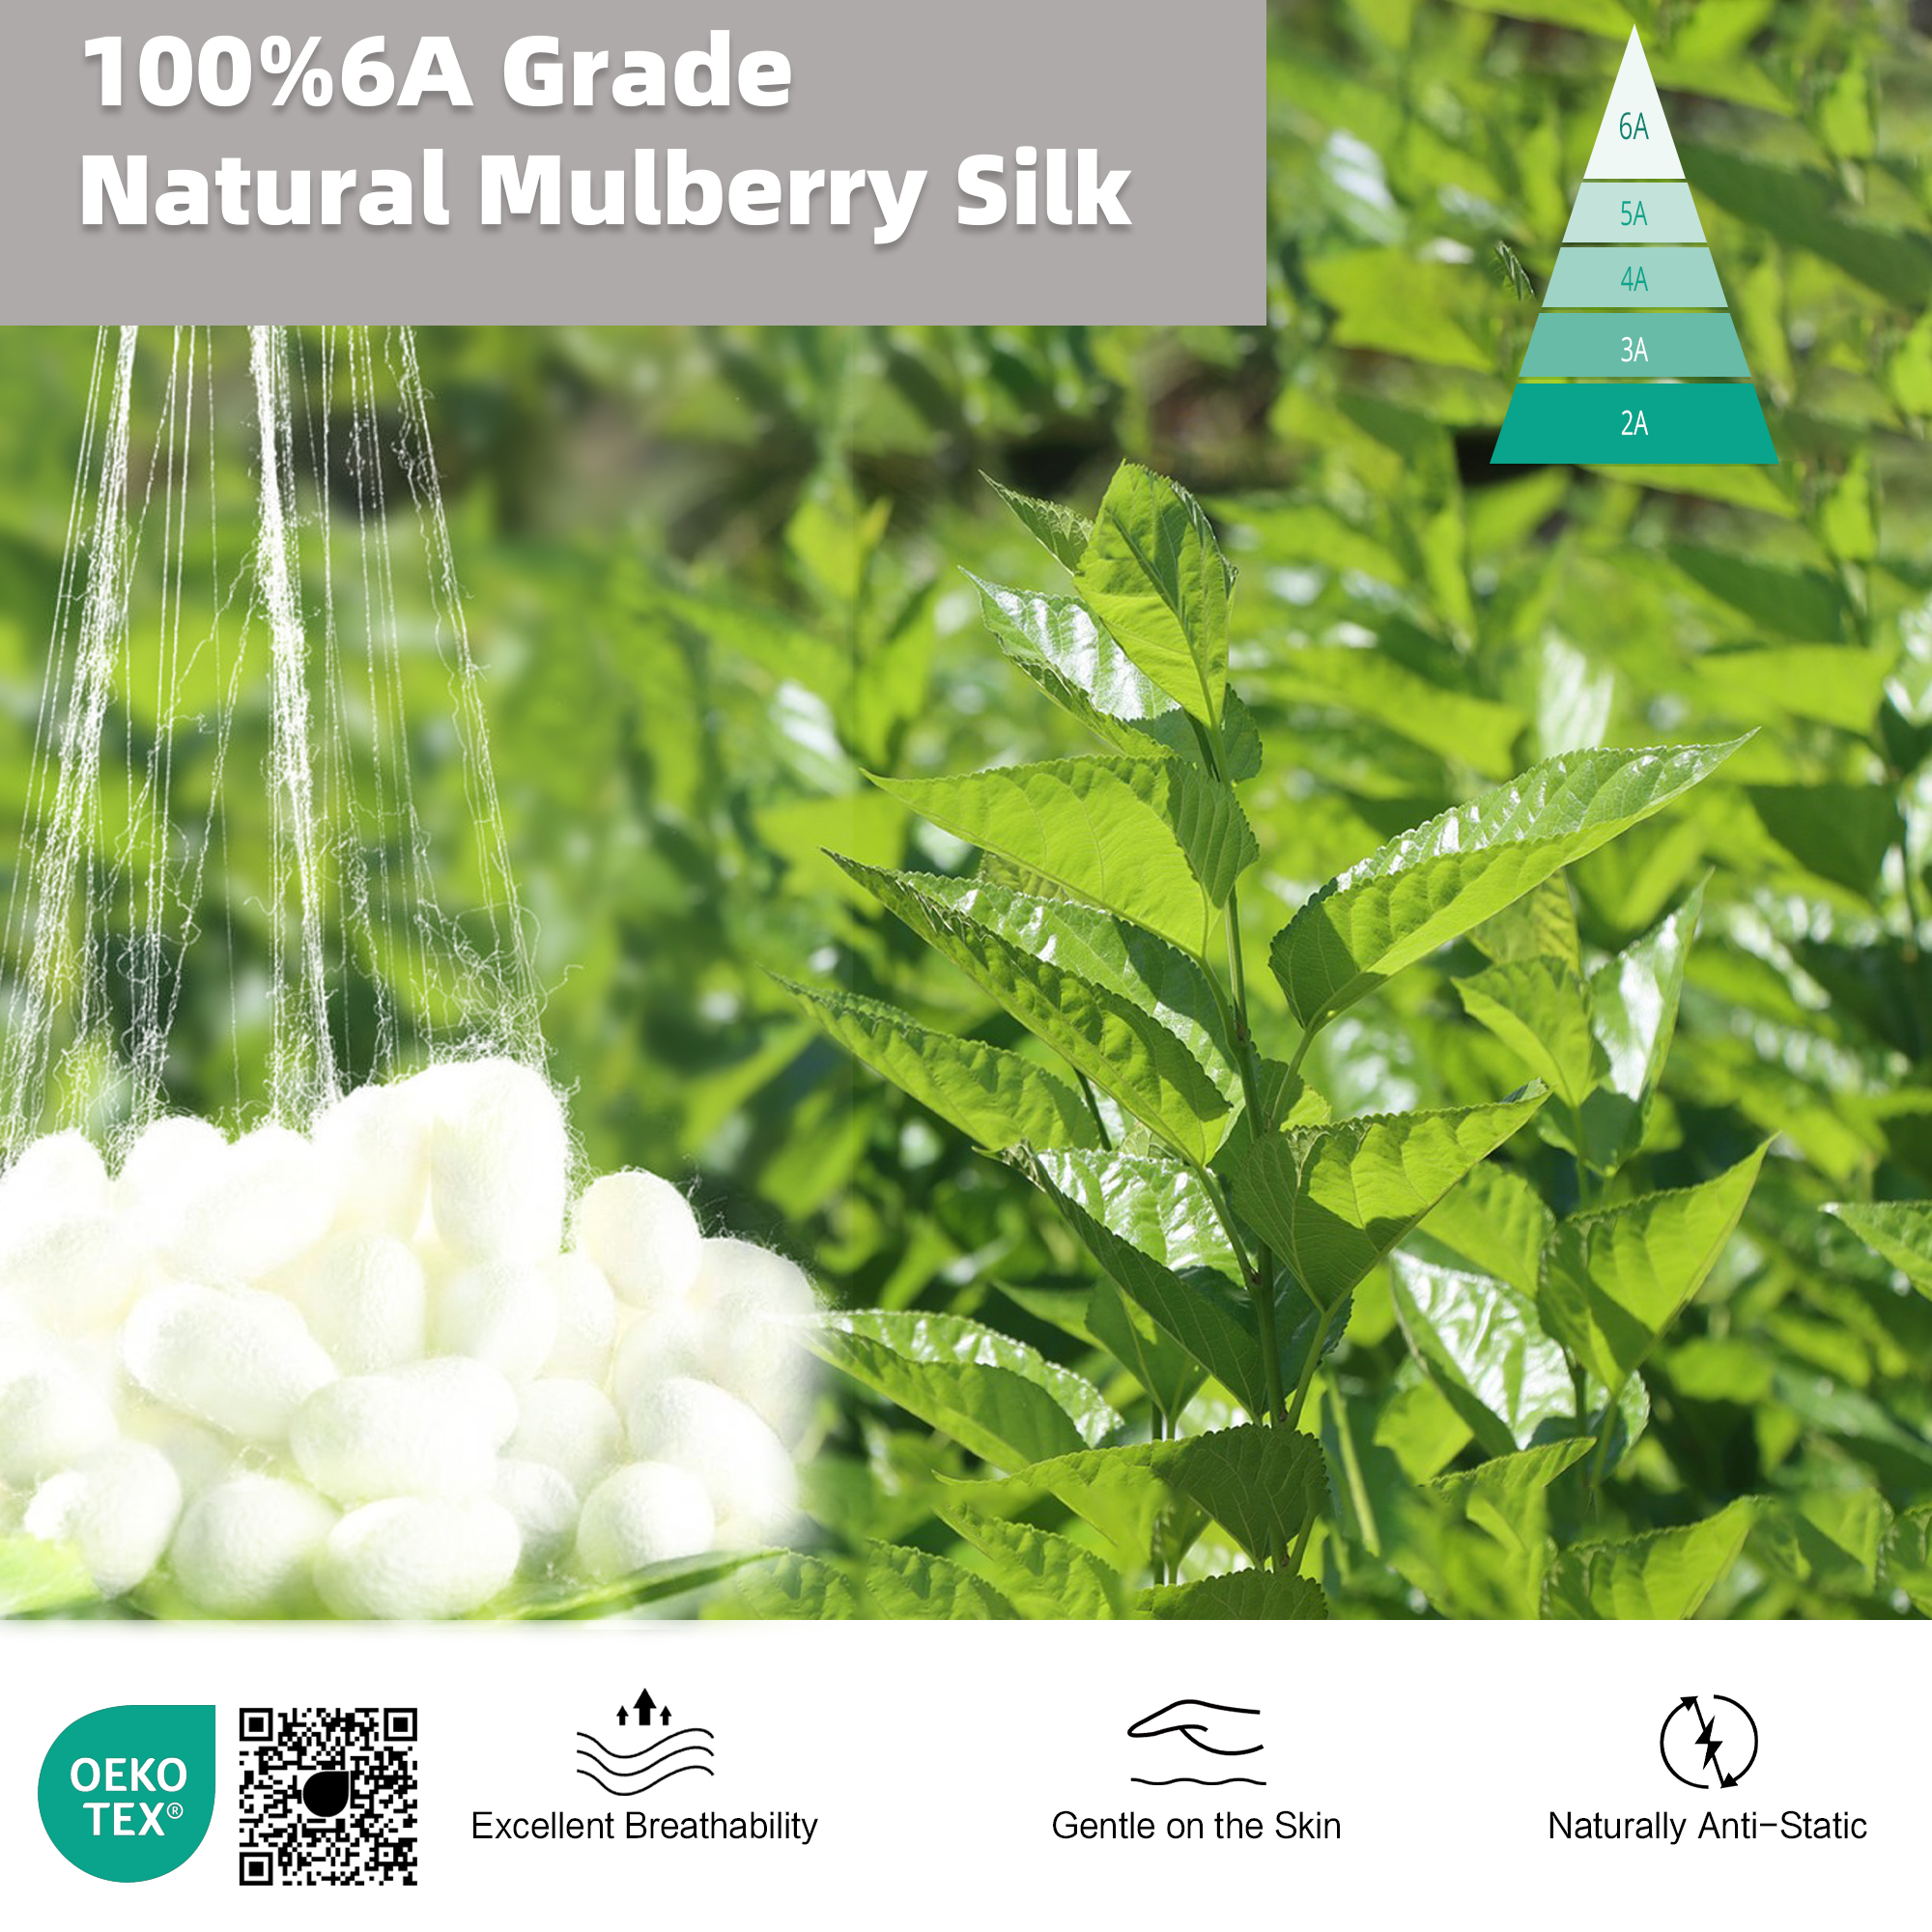 100%6A Grade
Natural Mulberry Silk
6A
5A
4A
3A
2A
OEKO
TEX®
Excellent Breathability
Gentle on the Skin
Naturally Anti-Static